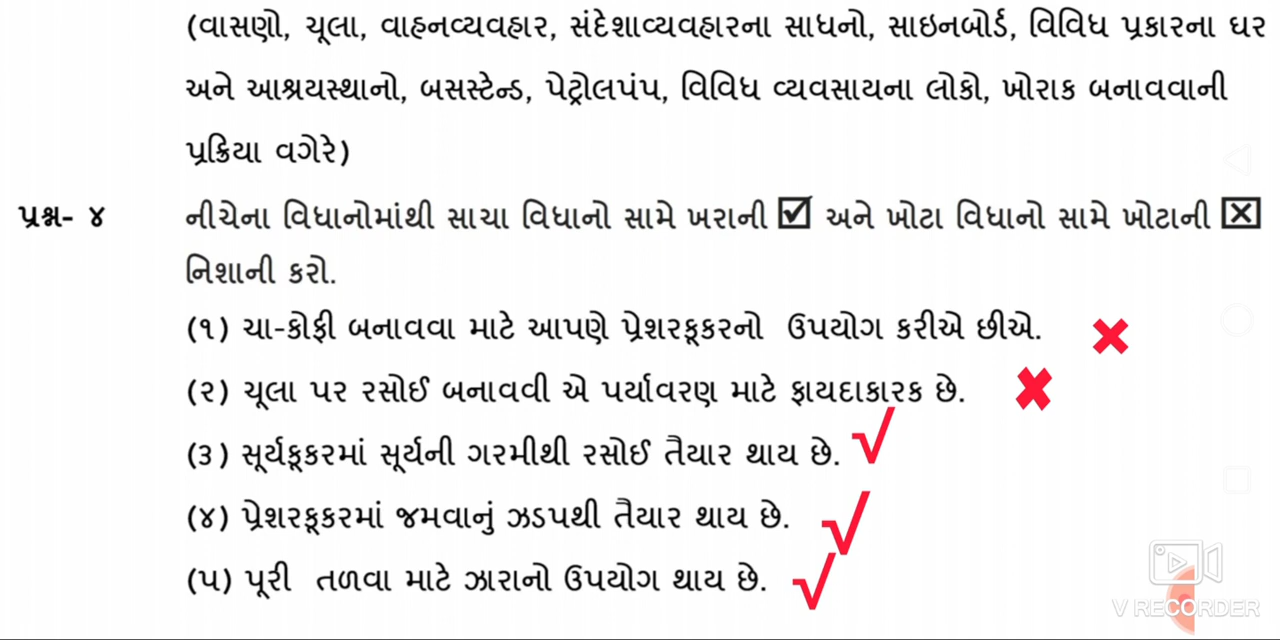 (વાસણો, ચૂલા, વાહનવ્યવહાર, સંદેશાવ્યવહારના સાધનો, સાઇનબોર્ડ, વિવિધ પ્રકારના ઘર
અને આશ્રયસ્થાનો, બસસ્ટેન્ડ, પેટ્રોલપંપ, વિવિધ વ્યવસાયના લોકો, ખોરાક બનાવવાની
પ્રક્રિયા વગેરે)
પ્રશ્ન- ૪ નીચેના વિધાનોમાંથી સાચા વિધાનો સામે ખરાની ☑ અને ખોટા વિધાનો સામે ખોટાની ☒
નિશાની કરો.
(૧) ચા-કોફી બનાવવા માટે આપણે પ્રેશરકૂકરનો ઉપયોગ કરીએ છીએ. ✖
(૨) ચૂલા પર રસોઈ બનાવવી એ પર્યાવરણ માટે ફાયદાકારક છે. ✖
(૩) સૂર્યકૂકરમાં સૂર્યની ગરમીથી રસોઈ તૈયાર થાય છે. √
(૪) પ્રેશરકૂકરમાં જમવાનું ઝડપથી તૈયાર થાય છે. √
(૫) પૂરી તળવા માટે ઝારાનો ઉપયોગ થાય છે. √
V RECORDER